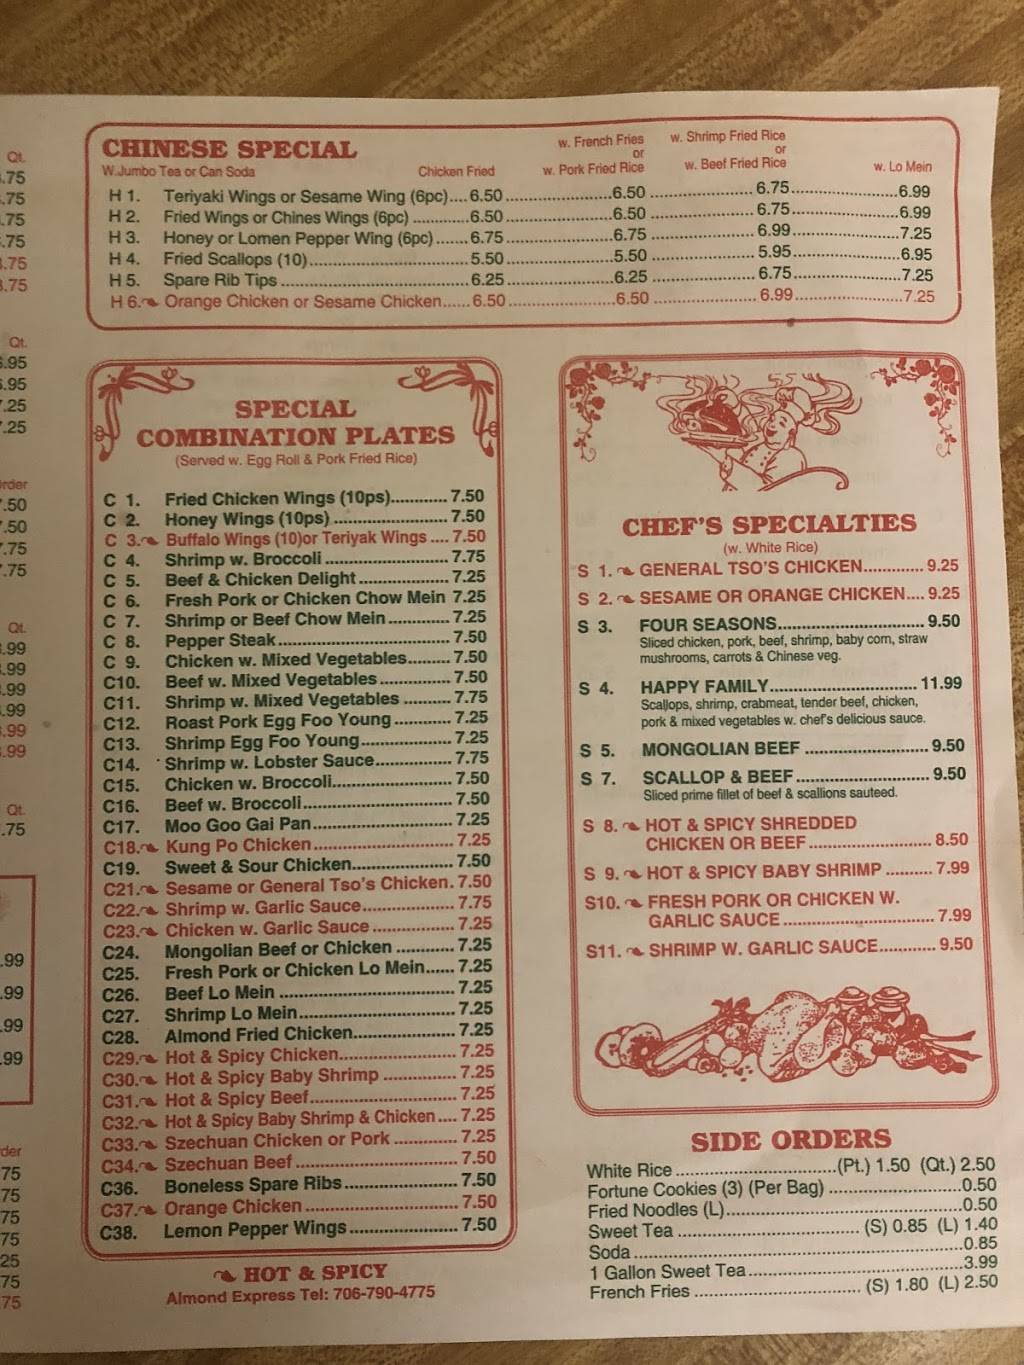 CHINESE SPECIAL
W.Jumbo Tea or Can Soda
Chicken Fried
w. French Fries
or
w. Pork Fried Rice
w. Shrimp Fried Rice
or
w. Beef Fried Rice
w. Lo Mein
H 1. Teriyaki Wings or Sesame Wing (6pc)....6.50.....................6.50.....................6.75.....................6.99
H 2. Fried Wings or Chines Wings (6pc)...........6.50.....................6.50.....................6.75.....................6.99
H 3. Honey or Lomen Pepper Wing (6pc).......6.75.....................6.75.....................6.99.....................7.25
H 4. Fried Scallops (10)...............................5.50.....................5.50.....................5.95.....................6.95
H 5. Spare Rib Tips.....................................6.25.....................6.25.....................6.75.....................7.25
H 6. Orange Chicken or Sesame Chicken......6.50.....................6.50.....................6.99.....................7.25
SPECIAL
COMBINATION PLATES
(Served w. Egg Roll & Pork Fried Rice)
C 1. Fried Chicken Wings (10ps)............7.50
C 2. Honey Wings (10ps).......................7.50
C 3. Buffalo Wings (10)or Teriyak Wings....7.50
C 4. Shrimp w. Broccoli.........................7.75
C 5. Beef & Chicken Delight..................7.25
C 6. Fresh Pork or Chicken Chow Mein 7.25
C 7. Shrimp or Beef Chow Mein............7.25
C 8. Pepper Steak..................................7.50
C 9. Chicken w. Mixed Vegetables.........7.50
C10. Beef w. Mixed Vegetables..............7.50
C11. Shrimp w. Mixed Vegetables..........7.75
C12. Roast Pork Egg Foo Young............7.25
C13. Shrimp Egg Foo Young...................7.25
C14. Shrimp w. Lobster Sauce................7.75
C15. Chicken w. Broccoli........................7.50
C16. Beef w. Broccoli..............................7.50
C17. Moo Goo Gai Pan............................7.25
C18. Kung Po Chicken............................7.25
C19. Sweet & Sour Chicken....................7.50
C21. Sesame or General Tso's Chicken.7.50
C22. Shrimp w. Garlic Sauce..................7.75
C23. Chicken w. Garlic Sauce................7.25
C24. Mongolian Beef or Chicken............7.25
C25. Fresh Pork or Chicken Lo Mein......7.25
C26. Beef Lo Mein..................................7.25
C27. Shrimp Lo Mein..............................7.25
C28. Almond Fried Chicken....................7.25
C29. Hot & Spicy Chicken.......................7.25
C30. Hot & Spicy Baby Shrimp...............7.25
C31. Hot & Spicy Beef............................7.25
C32. Hot & Spicy Baby Shrimp & Chicken....7.25
C33. Szechuan Chicken or Pork.............7.25
C34. Szechuan Beef...............................7.50
C36. Boneless Spare Ribs......................7.50
C37. Orange Chicken.............................7.50
C38. Lemon Pepper Wings.....................7.50
HOT & SPICY
Almond Express Tel: 706-790-4775
CHEF'S SPECIALTIES
(w. White Rice)
S 1. GENERAL TSO'S CHICKEN............9.25
S 2. SESAME OR ORANGE CHICKEN....9.25
S 3. FOUR SEASONS..............................9.50
Sliced chicken, pork, beef, shrimp, baby corn, straw
mushrooms, carrots & Chinese veg.
S 4. HAPPY FAMILY................................11.99
Scallops, shrimp, crabmeat, tender beef, chicken,
pork & mixed vegetables w. chef's delicious sauce.
S 5. MONGOLIAN BEEF.........................9.50
S 7. SCALLOP & BEEF............................9.50
Sliced prime fillet of beef & scallions sauteed.
S 8. HOT & SPICY SHREDDED
CHICKEN OR BEEF..........................8.50
S 9. HOT & SPICY BABY SHRIMP..........7.99
S10. FRESH PORK OR CHICKEN W.
GARLIC SAUCE................................7.99
S11. SHRIMP W. GARLIC SAUCE............9.50
SIDE ORDERS
White Rice.................................(Pt.) 1.50 (Qt.) 2.50
Fortune Cookies (3) (Per Bag)...........................0.50
Fried Noodles (L)................................................0.50
Sweet Tea......................................(S) 0.85 (L) 1.40
Soda....................................................................0.85
1 Gallon Sweet Tea............................................3.99
French Fries..................................(S) 1.80 (L) 2.50